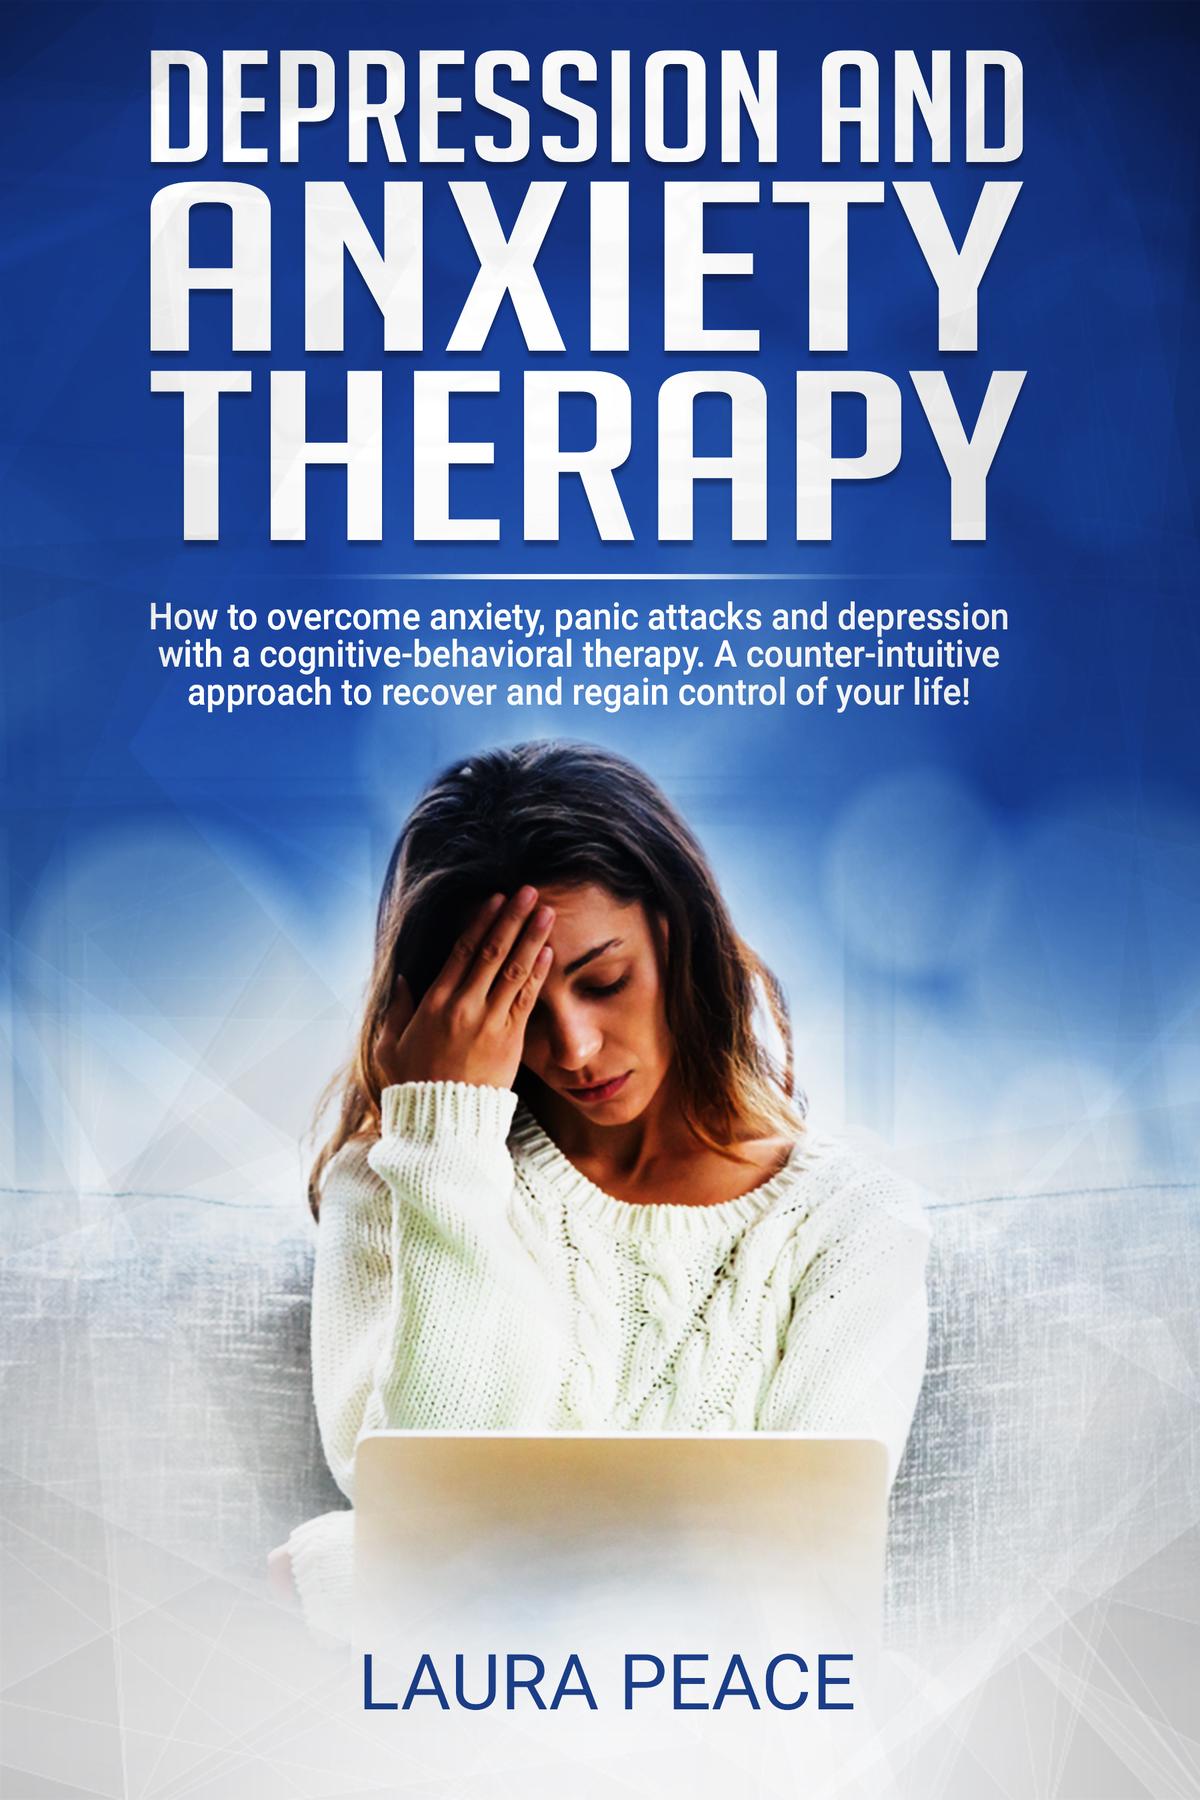 DEPRESSION AND
ANXIETY
THERAPY
How to overcome anxiety, panic attacks and depression
with a cognitive-behavioral therapy. A counter-intuitive
approach to recover and regain control of your life!
LAURA PEACE